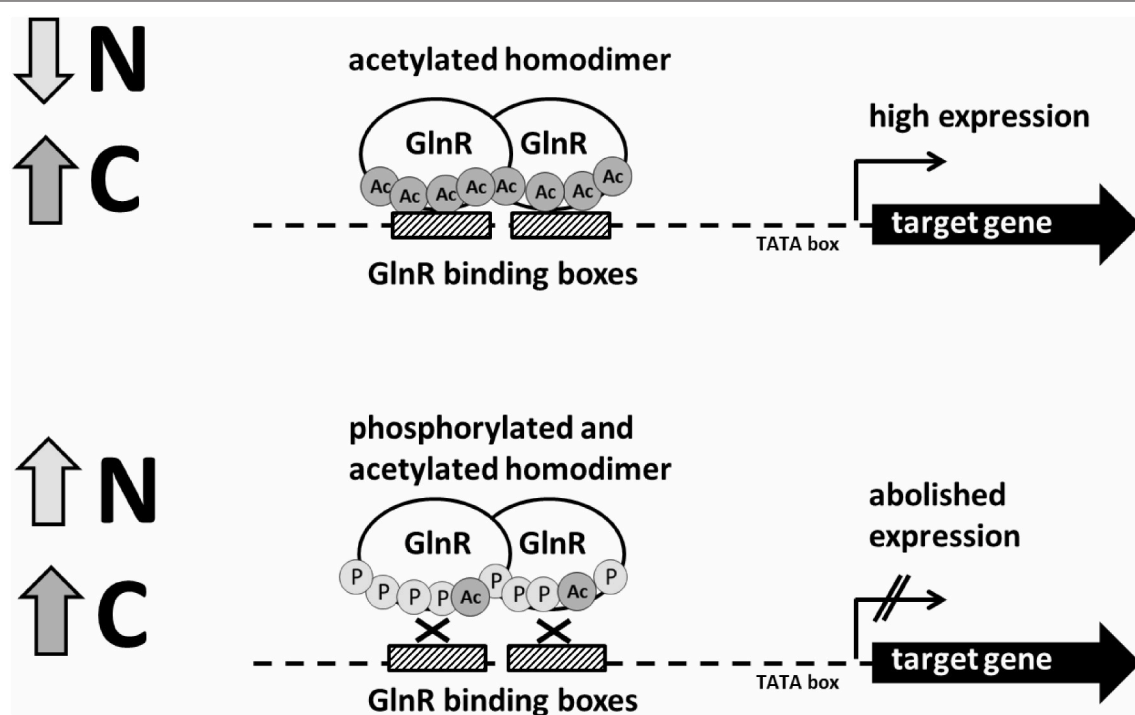 N
C
acetylated homodimer
GlnR GlnR
Ac Ac Ac Ac Ac Ac Ac Ac
high expression
TATA box
target gene
GlnR binding boxes
N
C
phosphorylated and
acetylated homodimer
GlnR GlnR
P P P P Ac P P P Ac P
abolished
expression
TATA box
target gene
GlnR binding boxes